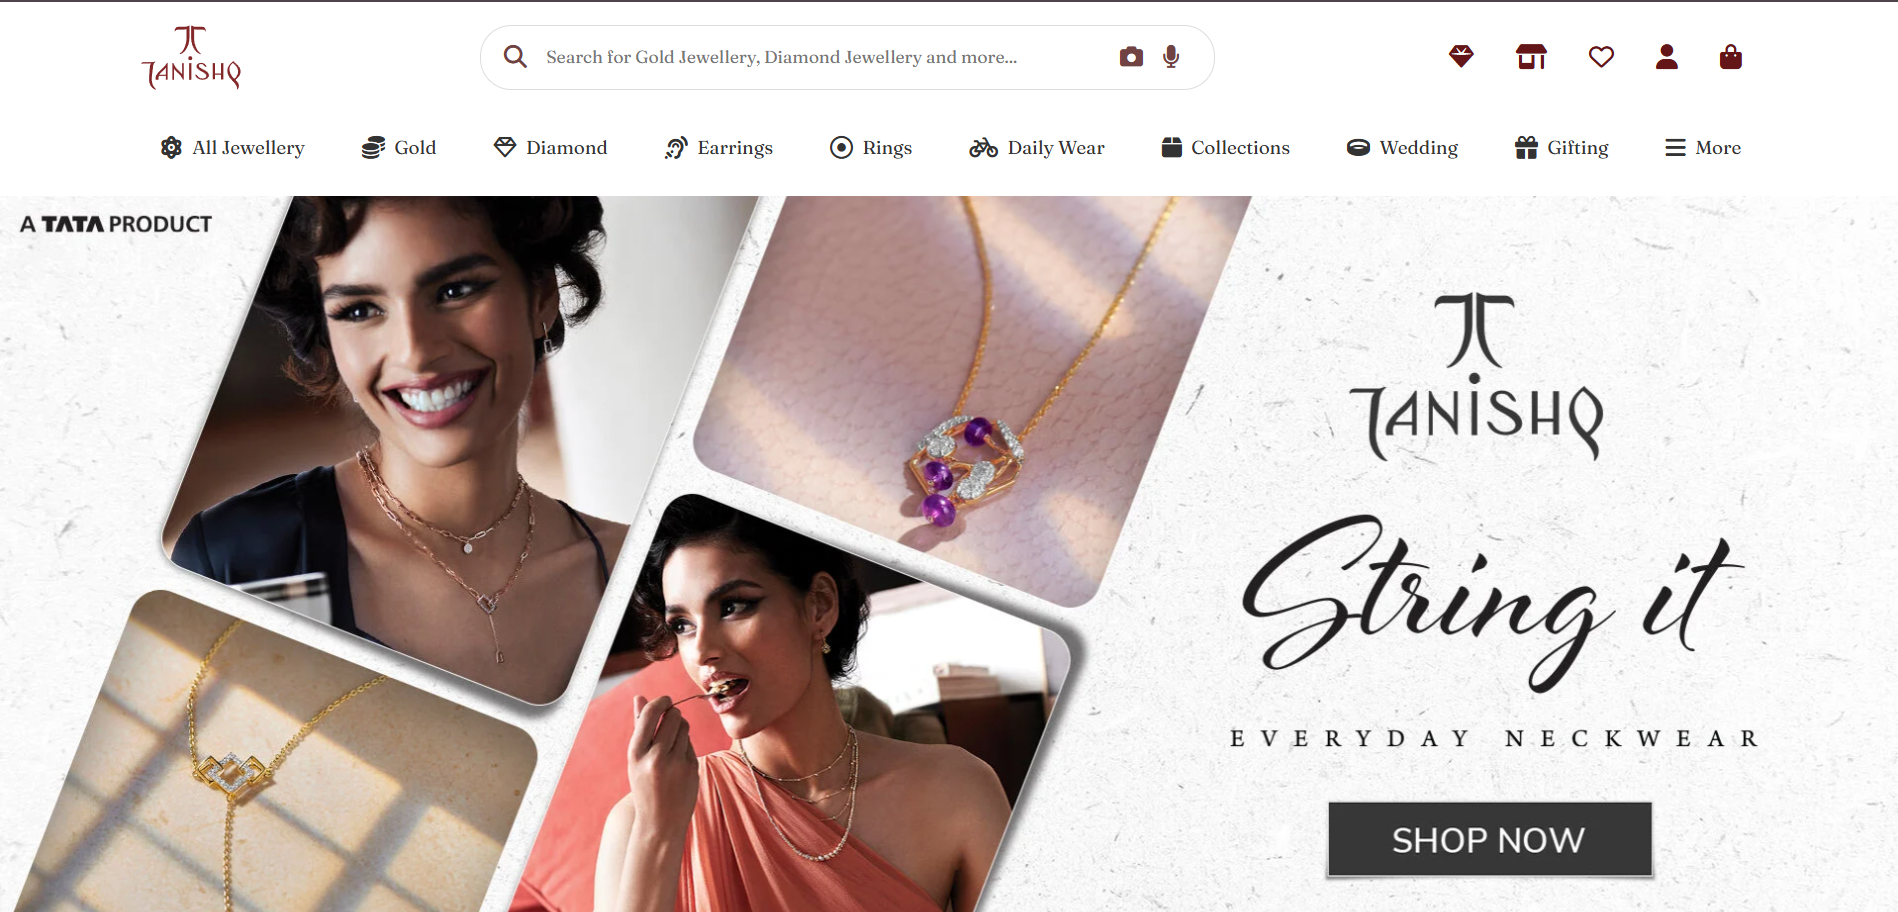 TANISHQ
Search for Gold Jewellery, Diamond Jewellery and more...
All Jewellery
Gold
Diamond
Earrings
Rings
Daily Wear
Collections
Wedding
Gifting
More
A TATA PRODUCT
TANISHQ
String it
EVERYDAY NECKWEAR
SHOP NOW